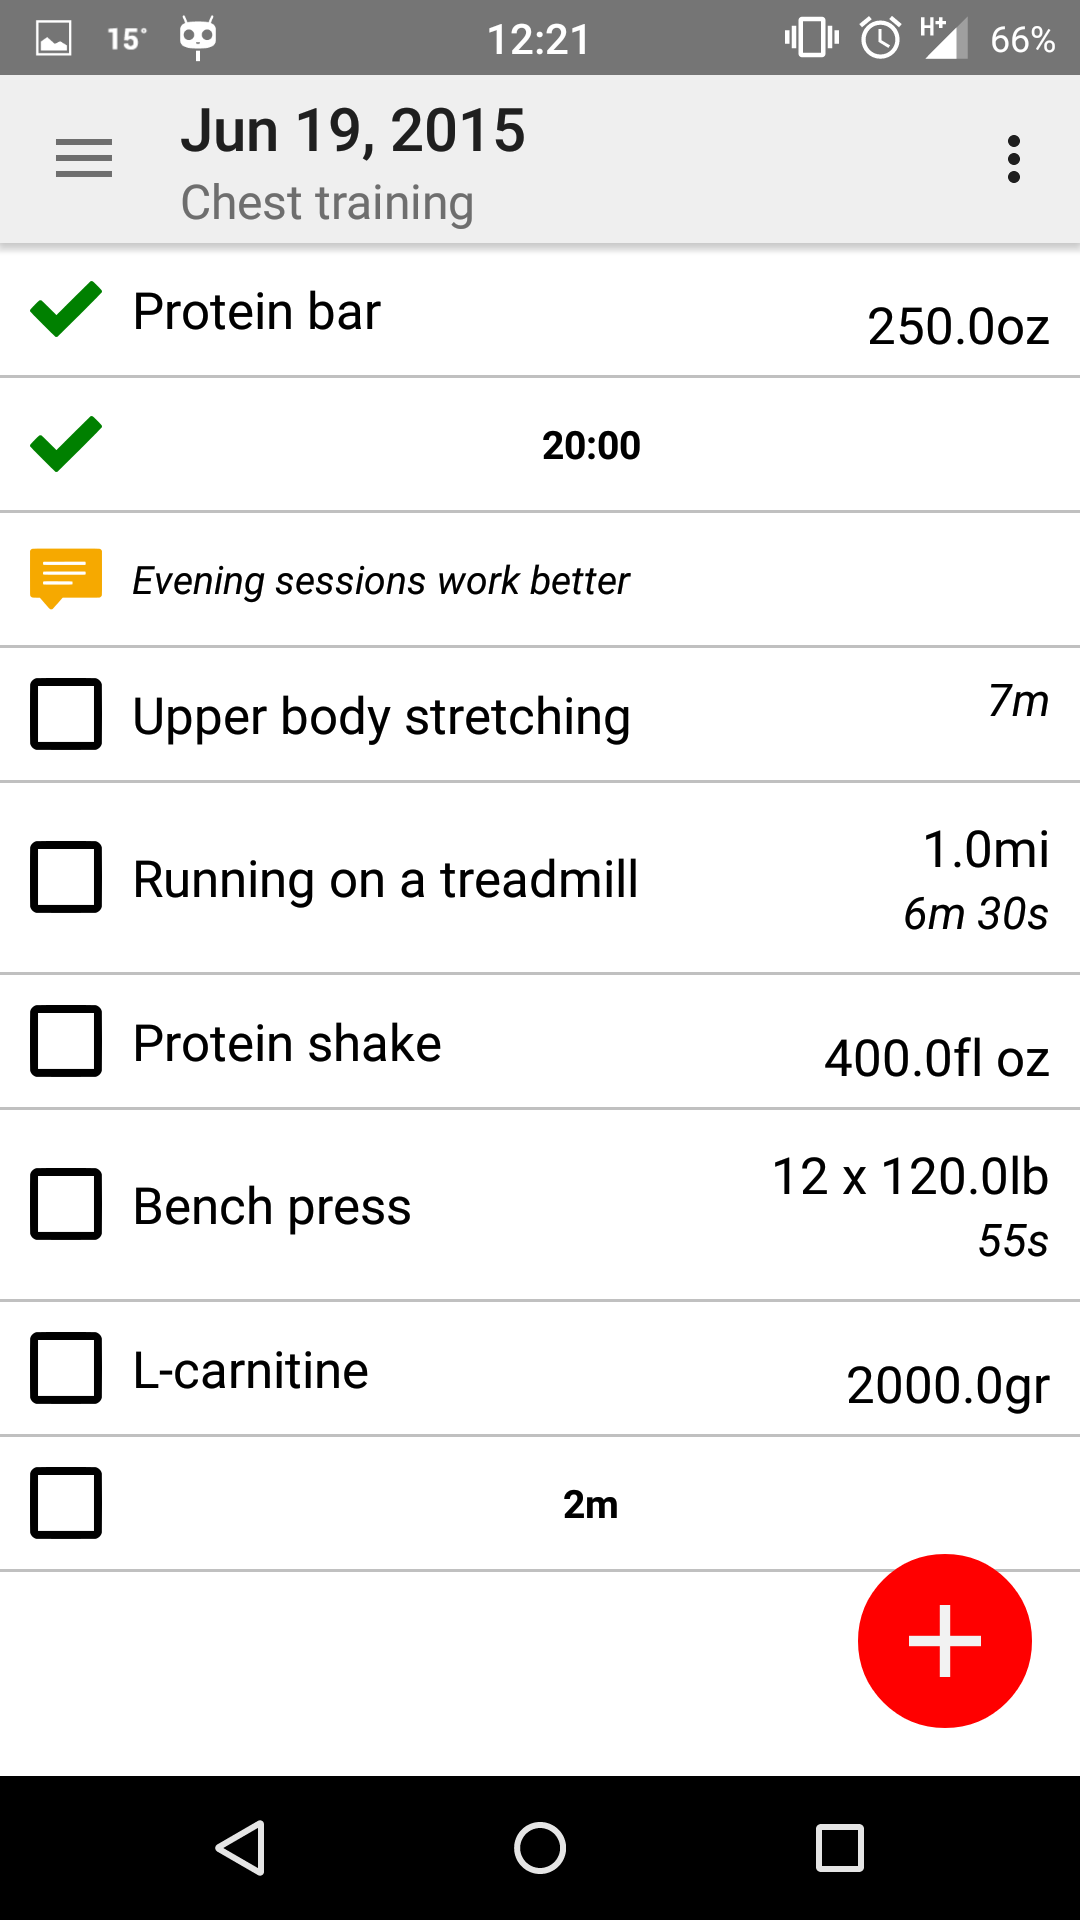 15°
12:21
H+
66%
Jun 19, 2015
Chest training
Protein bar
250.0oz
20:00
Evening sessions work better
Upper body stretching
7m
Running on a treadmill
1.0mi
6m 30s
Protein shake
400.0fl oz
Bench press
12 x 120.0lb
55s
L-carnitine
2000.0gr
2m